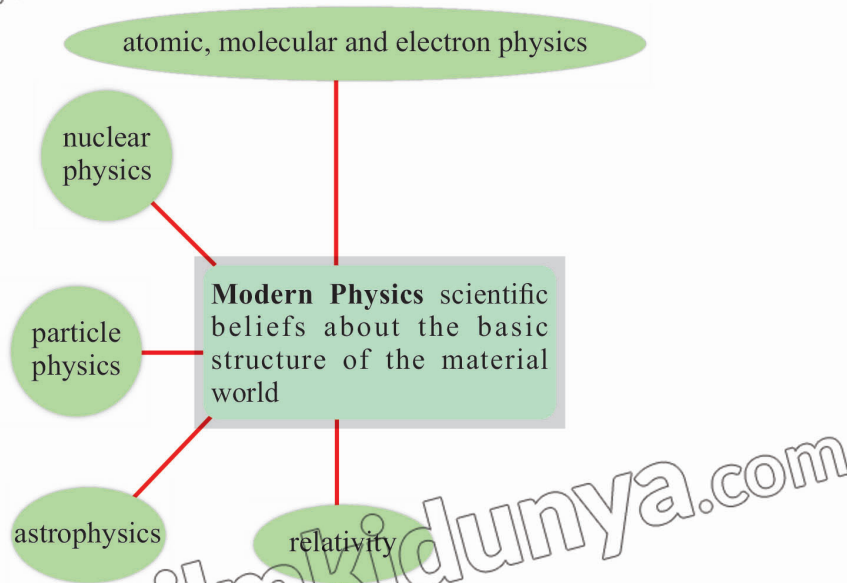 atomic, molecular and electron physics
nuclear
physics
Modern Physics scientific
beliefs about the basic
structure of the material
world
particle
physics
astrophysics
relativity
ilmkidunya.com